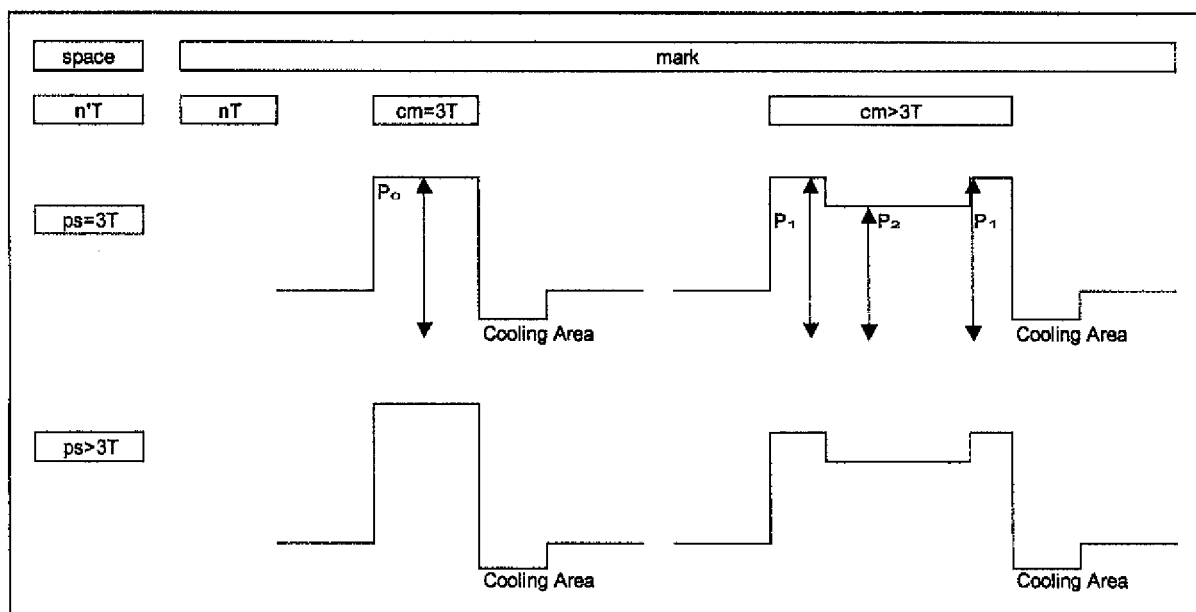 space
mark
n'T
nT
cm=3T
cm>3T
ps=3T
P₀
P₁
P₂
P₁
Cooling Area
Cooling Area
ps>3T
Cooling Area
Cooling Area